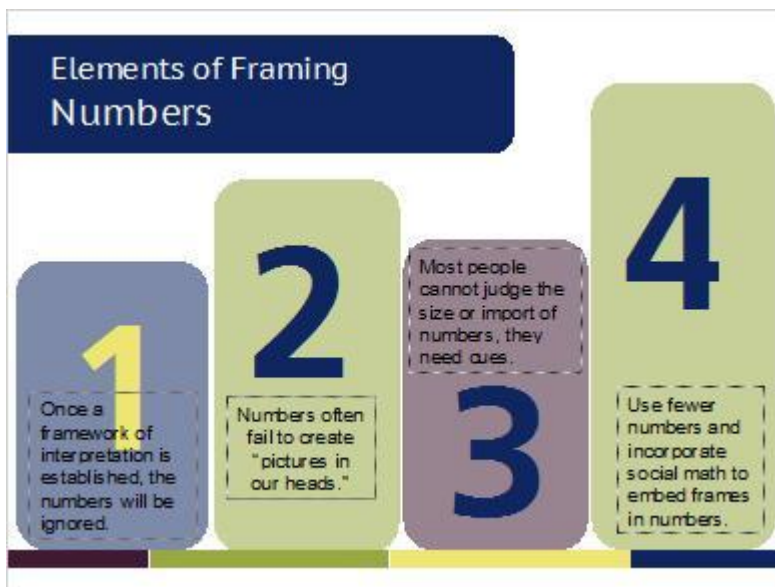 Elements of Framing
Numbers
1
Once a
framework of
interpretation is
established, the
numbers will be
ignored.
2
Numbers often
fail to create
"pictures in
our heads."
Most people
cannot judge the
size or import of
numbers, they
need cues.
3
4
Use fewer
numbers and
incorporate
social math to
embed frames
in numbers.